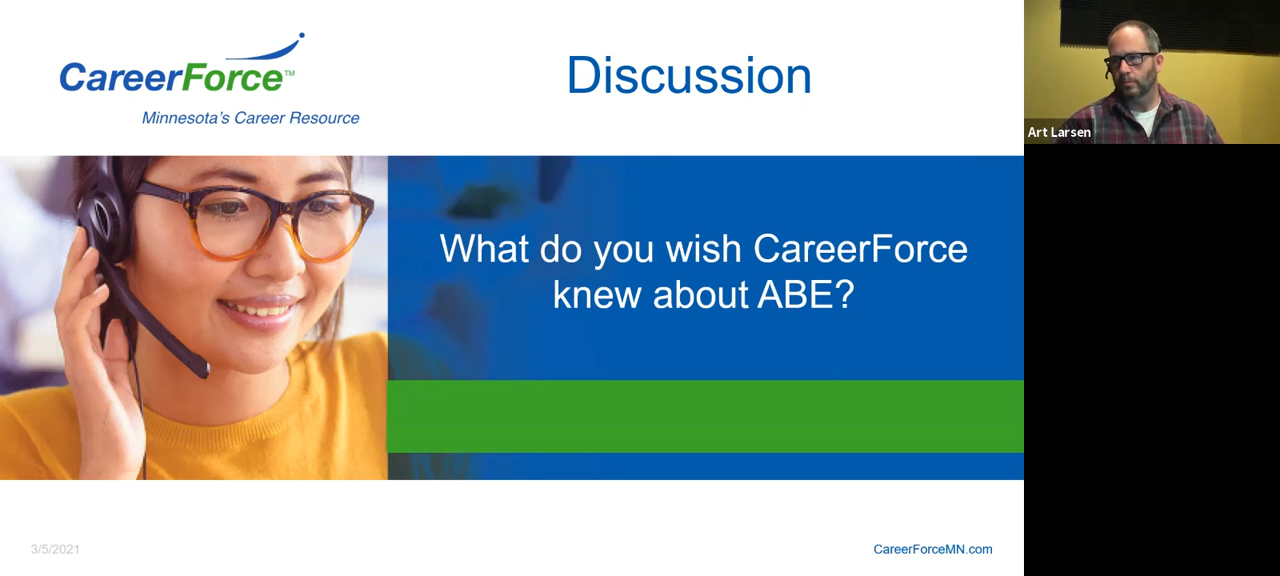 CareerForce™
Minnesota's Career Resource
Discussion
Art Larsen
What do you wish CareerForce
knew about ABE?
3/5/2021
CareerForceMN.com